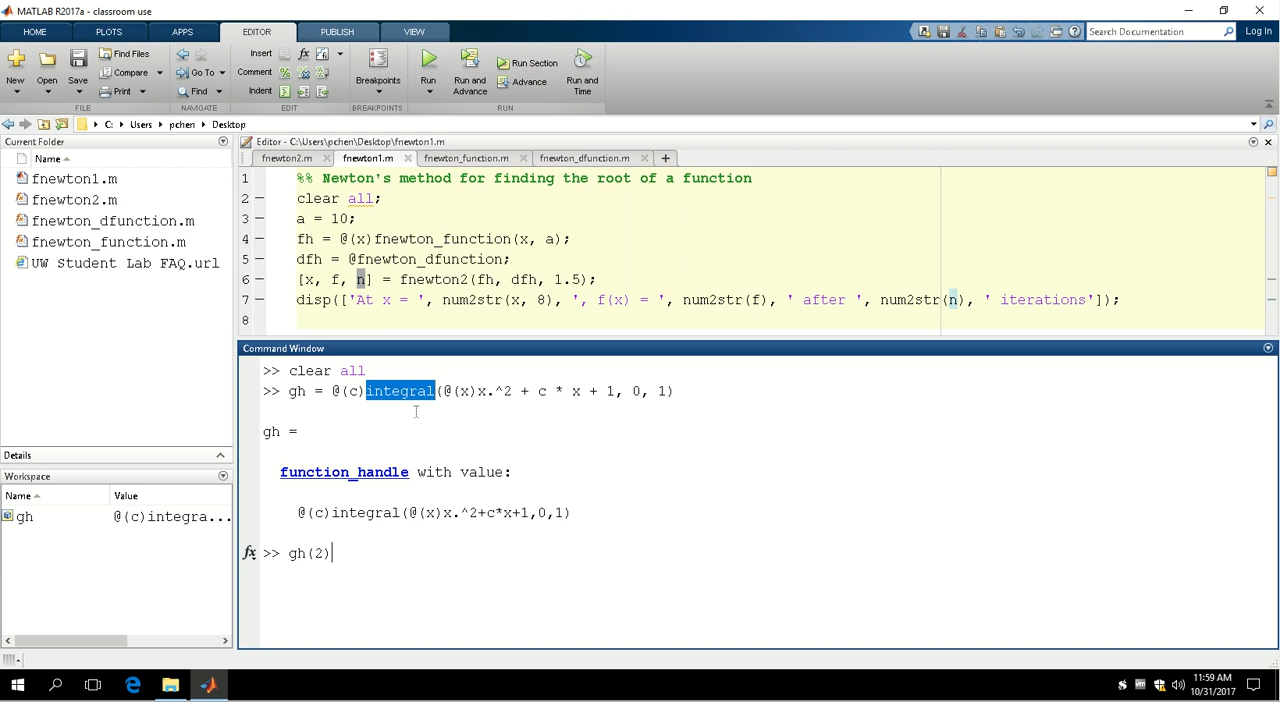 MATLAB R2017a - classroom use
HOME PLOTS APPS EDITOR PUBLISH VIEW Search Documentation Log In
New Open Save Find Files Compare Print Go To Find Insert Comment Indent fx Breakpoints Run Run and Advance Run Section Advance Run and Time
FILE NAVIGATE EDIT BREAKPOINTS RUN
C: Users pchen Desktop
Current Folder
Name
fnewton1.m
fnewton2.m
fnewton_dfunction.m
fnewton_function.m
UW Student Lab FAQ.url
Details
Workspace
Name Value
gh @(c)integra...
Editor - C:\Users\pchen\Desktop\fnewton1.m
fnewton2.m fnewton1.m fnewton_function.m fnewton_dfunction.m
1 %% Newton's method for finding the root of a function
2 clear all;
3 a = 10;
4 fh = @(x)fnewton_function(x, a);
5 dfh = @fnewton_dfunction;
6 [x, f, n] = fnewton2(fh, dfh, 1.5);
7 disp(['At x = ', num2str(x, 8), ', f(x) = ', num2str(f), ' after ', num2str(n), ' iterations']);
8
Command Window
>> clear all
>> gh = @(c)integral(@(x)x.^2 + c * x + 1, 0, 1)
gh =
function_handle with value:
@(c)integral(@(x)x.^2+c*x+1,0,1)
fx >> gh(2)
11:59 AM
10/31/2017